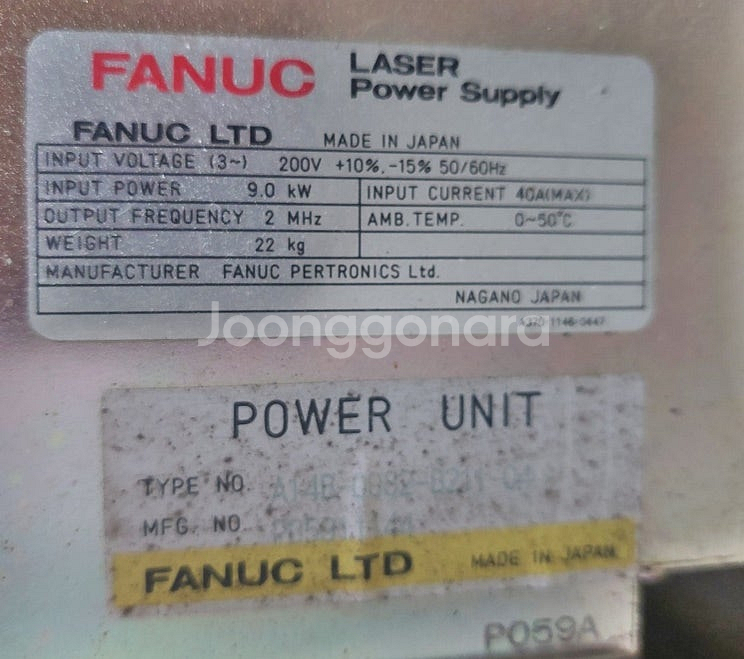 FANUC LASER
Power Supply
FANUC LTD MADE IN JAPAN
INPUT VOLTAGE (3~) 200V +10%,-15% 50/60Hz
INPUT POWER 9.0 kW INPUT CURRENT 40A(MAX)
OUTPUT FREQUENCY 2 MHz AMB.TEMP. 0~50°C
WEIGHT 22 kg
MANUFACTURER FANUC PERTRONICS Ltd.
NAGANO JAPAN
Joonggonara
POWER UNIT
TYPE NO.
MFG. NO.
FANUC LTD MADE IN JAPAN
P059A